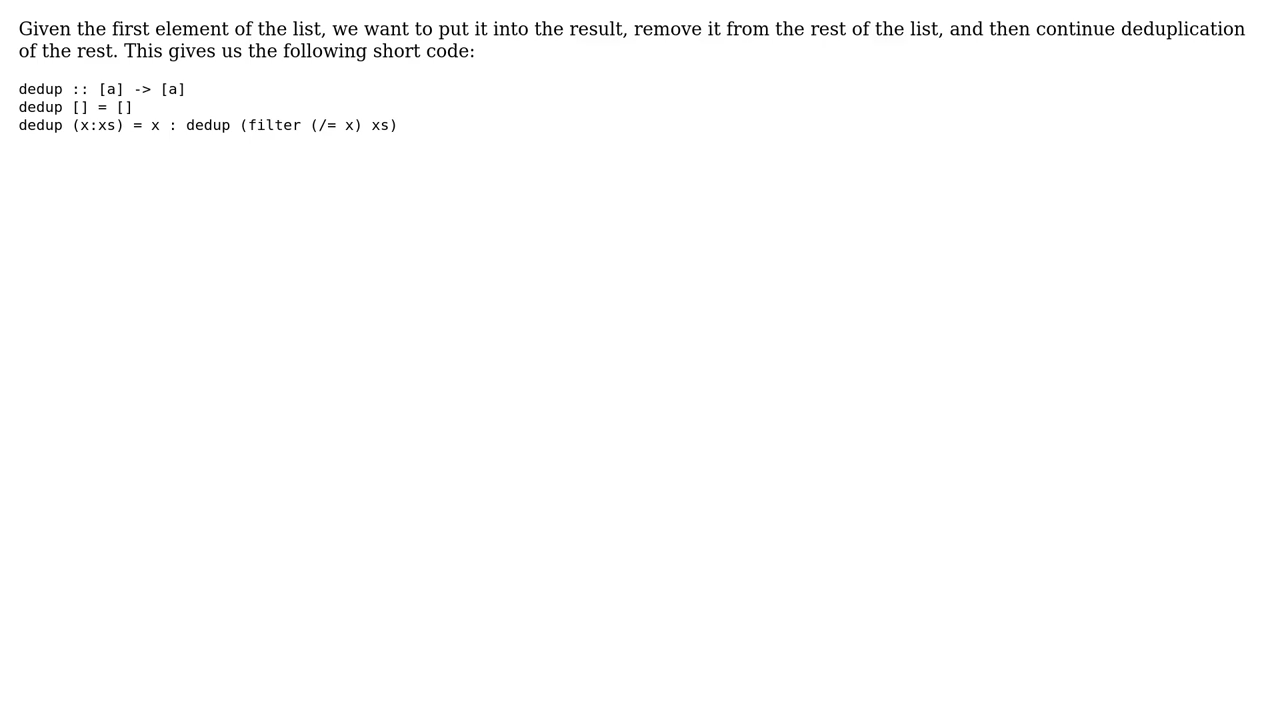 Given the first element of the list, we want to put it into the result, remove it from the rest of the list, and then continue deduplication
of the rest. This gives us the following short code:
dedup :: [a] -> [a]
dedup [] = []
dedup (x:xs) = x : dedup (filter (/= x) xs)